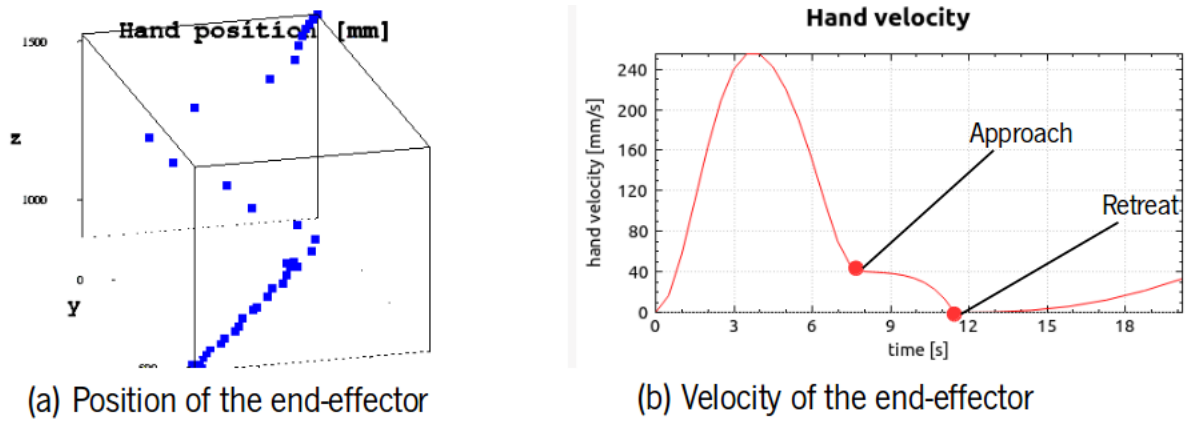 Hand position [mm]
1500
z
1000
0
y
Hand velocity
hand velocity [mm/s]
240
200
160
120
80
40
0
0 3 6 9 12 15 18
time [s]
Approach
Retreat
(a) Position of the end-effector
(b) Velocity of the end-effector